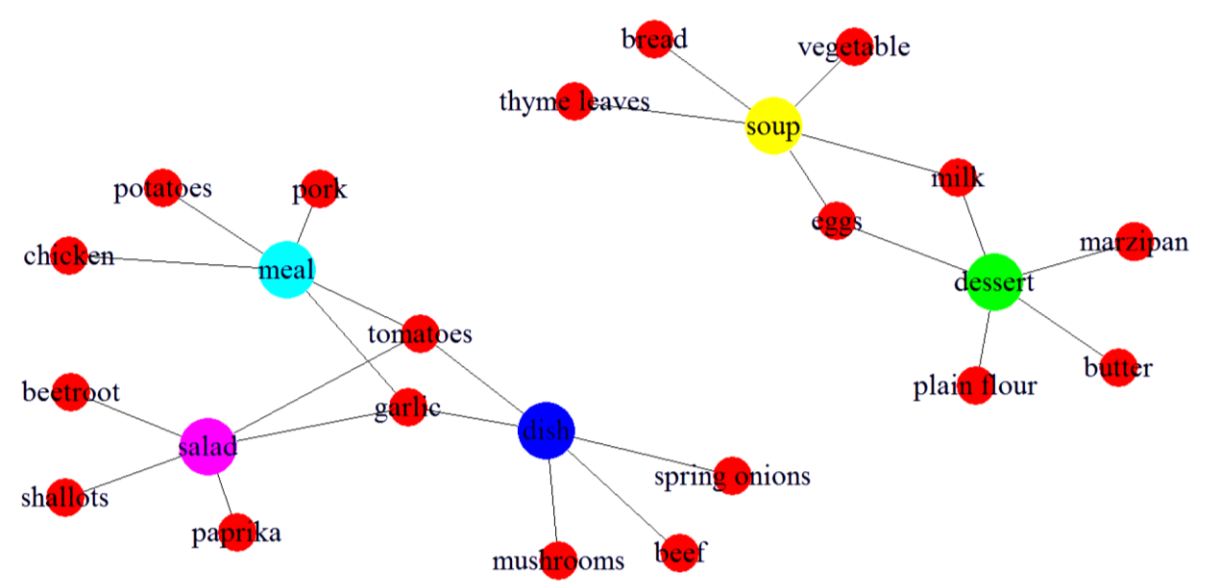 bread
vegetable
thyme leaves
soup
milk
potatoes
pork
eggs
marzipan
chicken
meal
dessert
tomatoes
butter
plain flour
beetroot
garlic
dish
salad
spring onions
shallots
paprika
mushrooms
beef